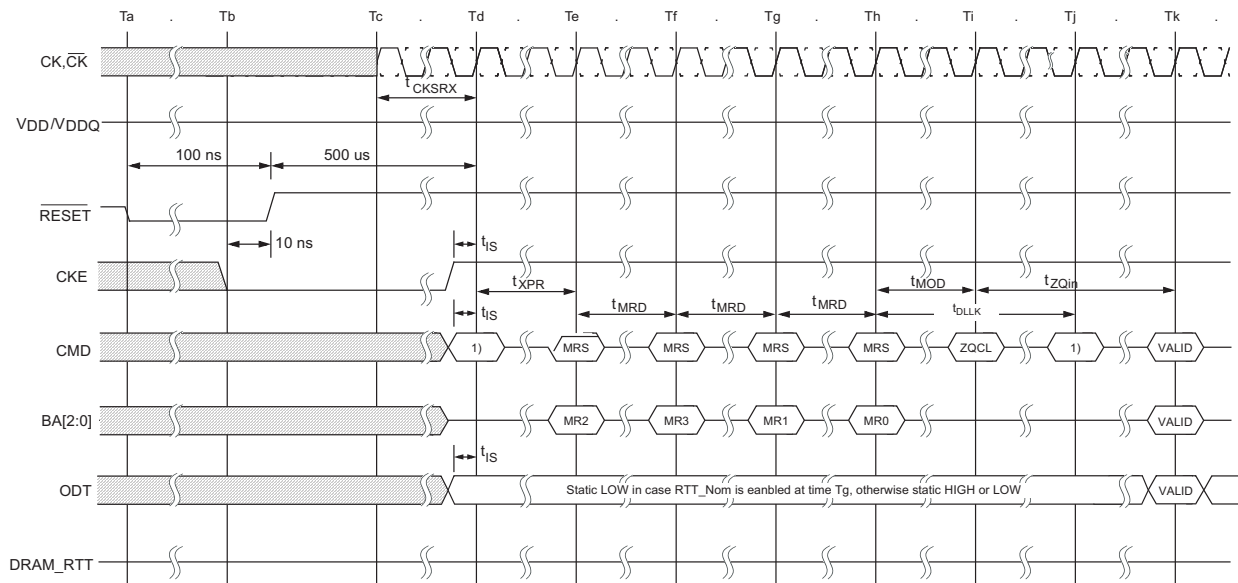 Ta . Tb . Tc . Td . Te . Tf . Tg . Th . Ti . Tj . Tk .
CK,CK
tCKSRX
VDD/VDDQ
100 ns 500 us
RESET
10 ns tIS
CKE
tXPR tMOD tZQin
tIS tMRD tMRD tMRD tDLLK
CMD 1) MRS MRS MRS MRS ZQCL 1) VALID
BA[2:0] MR2 MR3 MR1 MR0 VALID
tIS
ODT Static LOW in case RTT_Nom is eanbled at time Tg, otherwise static HIGH or LOW VALID
DRAM_RTT